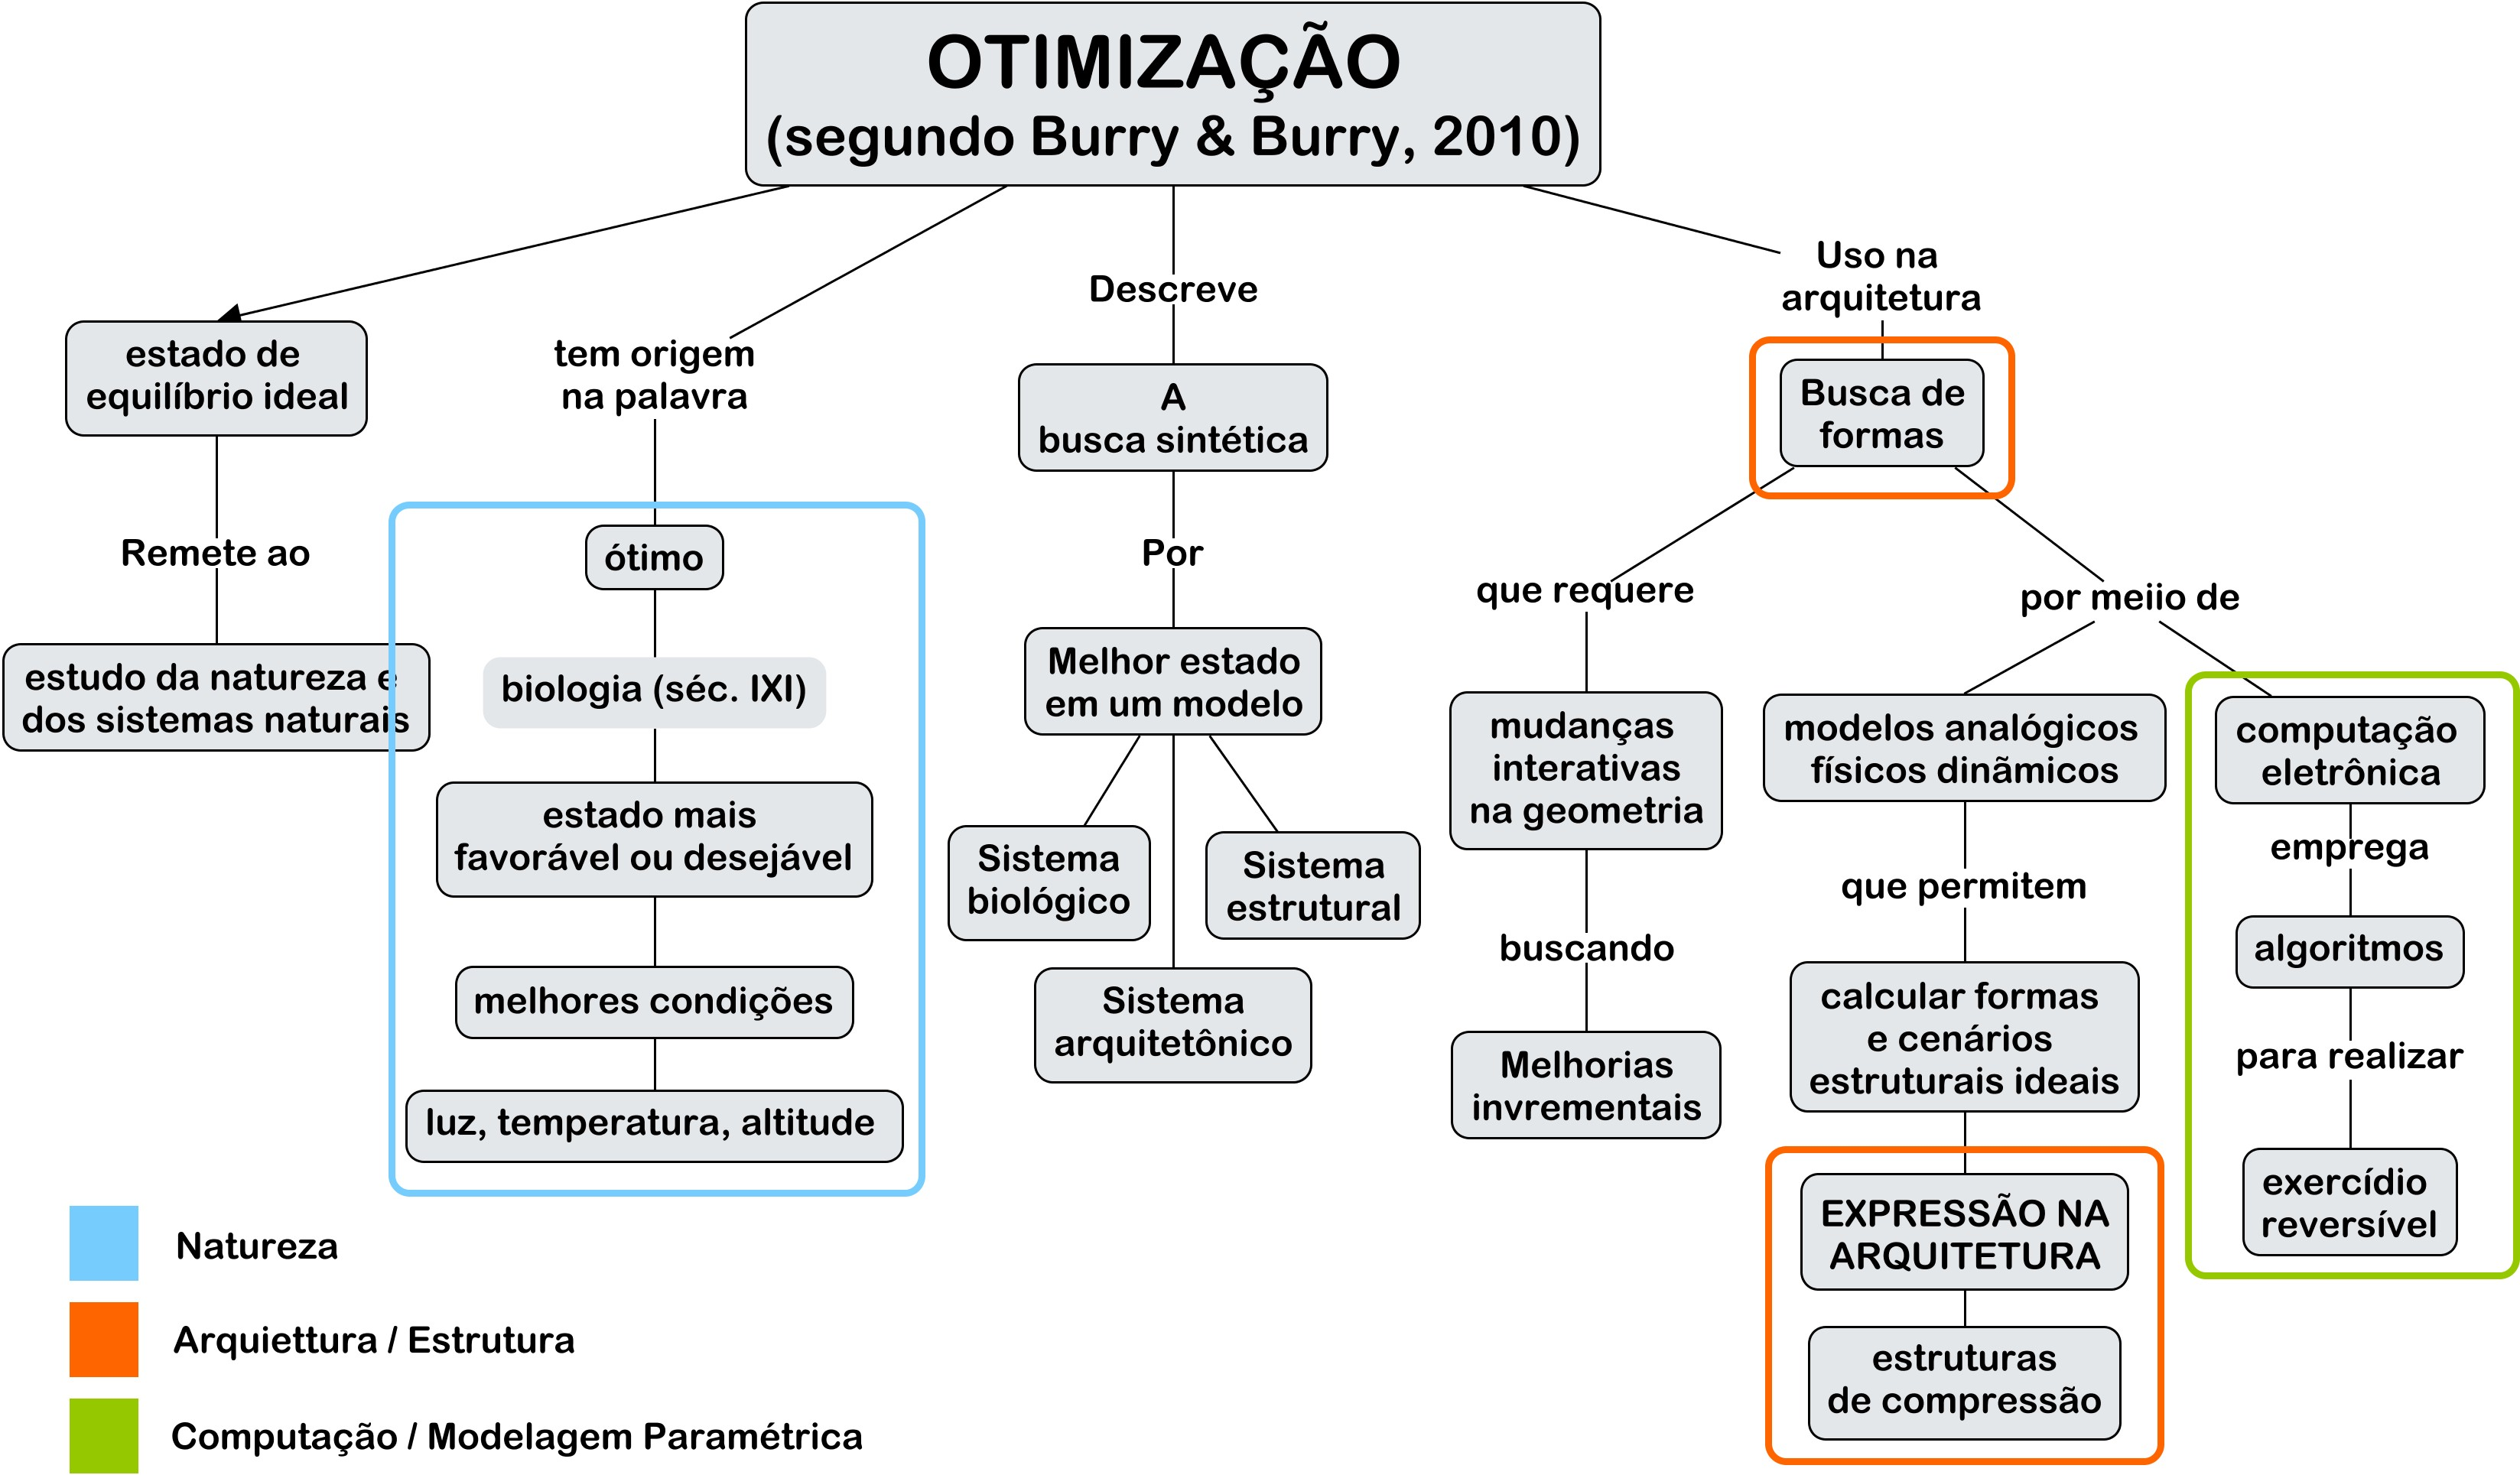 OTIMIZAÇÃO
(segundo Burry & Burry, 2010)
estado de
equilíbrio ideal
Remete ao
estudo da natureza e
dos sistemas naturais
tem origem
na palavra
ótimo
biologia (séc. IXI)
estado mais
favorável ou desejável
melhores condições
luz, temperatura, altitude
Descreve
A
busca sintética
Por
Melhor estado
em um modelo
Sistema
biológico
Sistema
arquitetônico
Sistema
estrutural
Uso na
arquitetura
Busca de
formas
que requere
mudanças
interativas
na geometria
buscando
Melhorias
invrementais
por meiio de
modelos analógicos
físicos dinãmicos
que permitem
calcular formas
e cenários
estruturais ideais
EXPRESSÃO NA
ARQUITETURA
estruturas
de compressão
computação
eletrônica
emprega
algoritmos
para realizar
exercídio
reversível
Natureza
Arquiettura / Estrutura
Computação / Modelagem Paramétrica